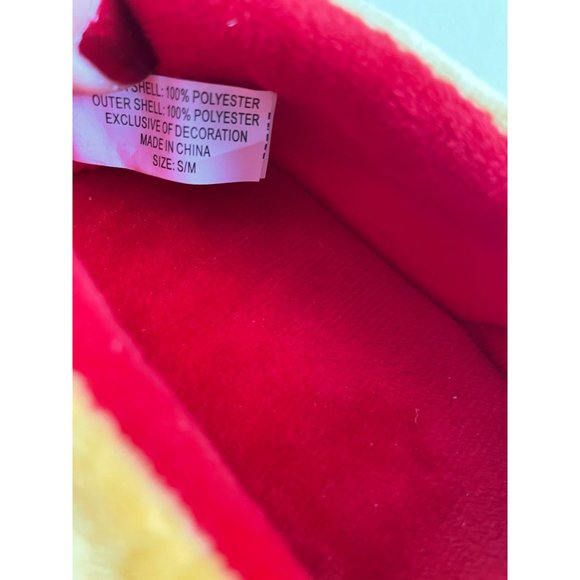 SHELL: 100% POLYESTER
OUTER SHELL: 100% POLYESTER
EXCLUSIVE OF DECORATION
MADE IN CHINA
SIZE: S/M